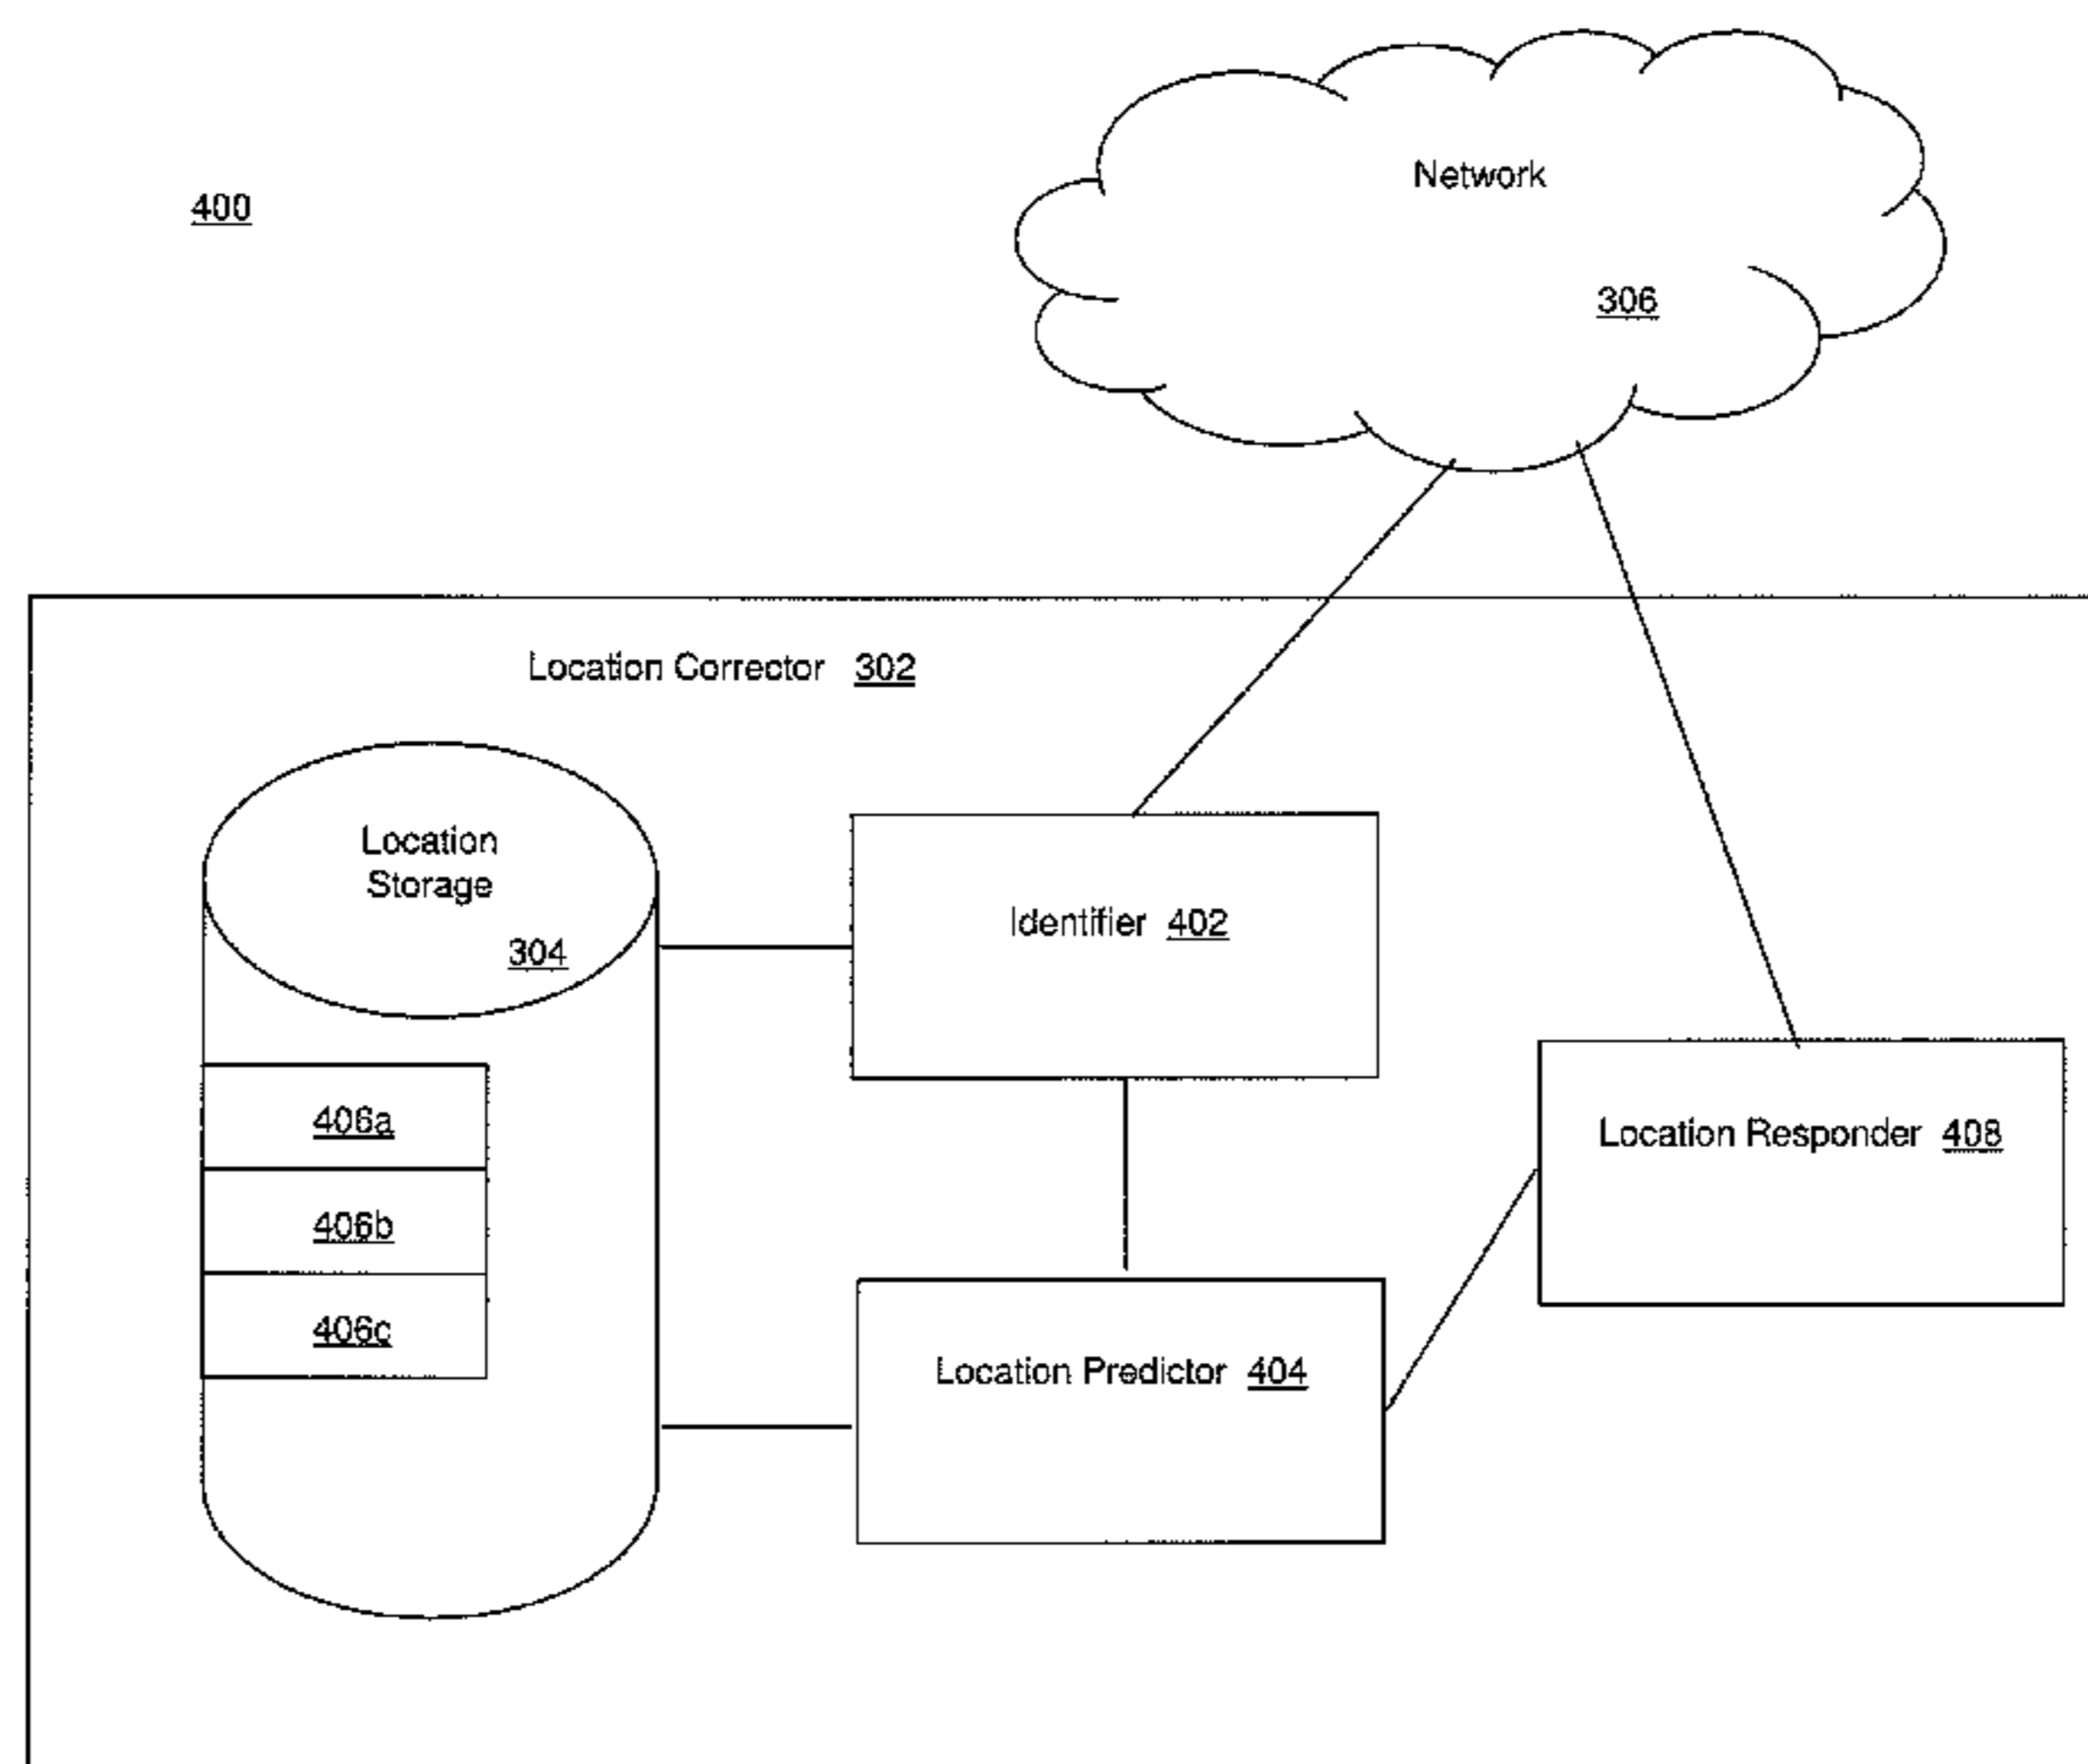 Network
400
306
Location Corrector 302
Location
Storage
304
Identifier 402
406a
406b
406c
Location Responder 408
Location Predictor 404